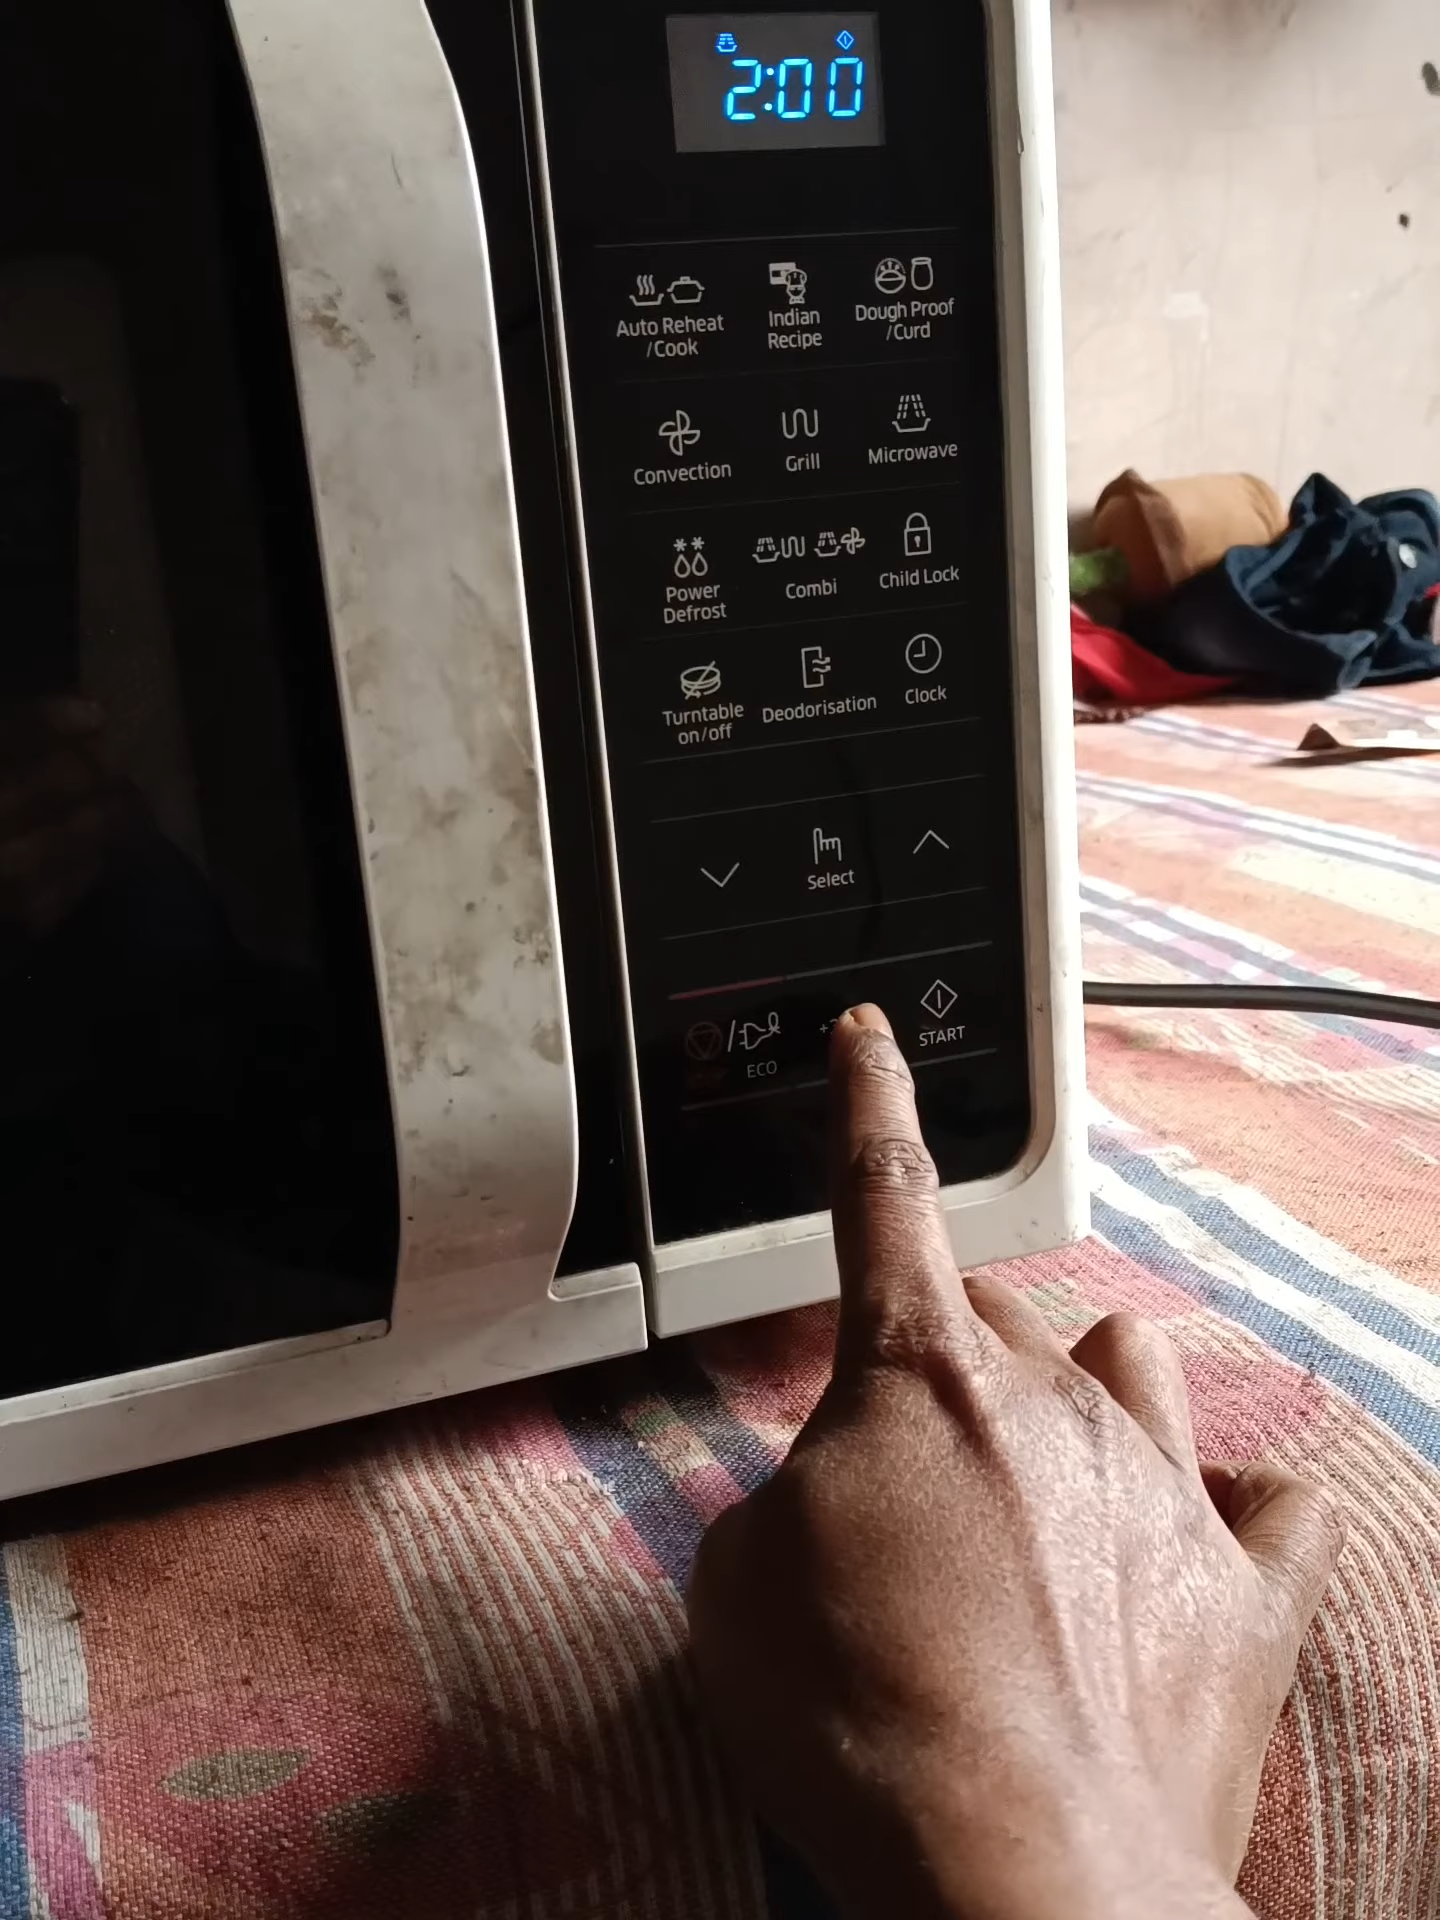 2:00
Auto Reheat
/Cook
Indian
Recipe
Dough Proof
/Curd
Convection
Grill
Microwave
Power
Defrost
Combi
Child Lock
Turntable
on/off
Deodorisation
Clock
Select
/
ECO
START